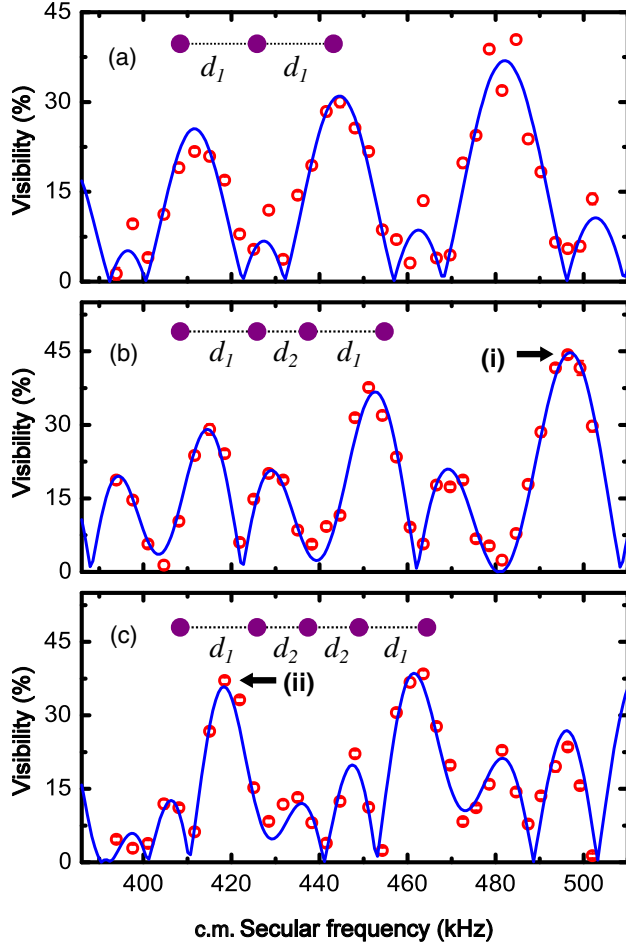 45
30
15
0
Visibility (%)
(a)
d₁ d₁
45
30
15
0
Visibility (%)
(b)
d₁ d₂ d₁
(i)
45
30
15
0
Visibility (%)
(c)
d₁ d₂ d₂ d₁
(ii)
400 420 440 460 480 500
c.m. Secular frequency (kHz)